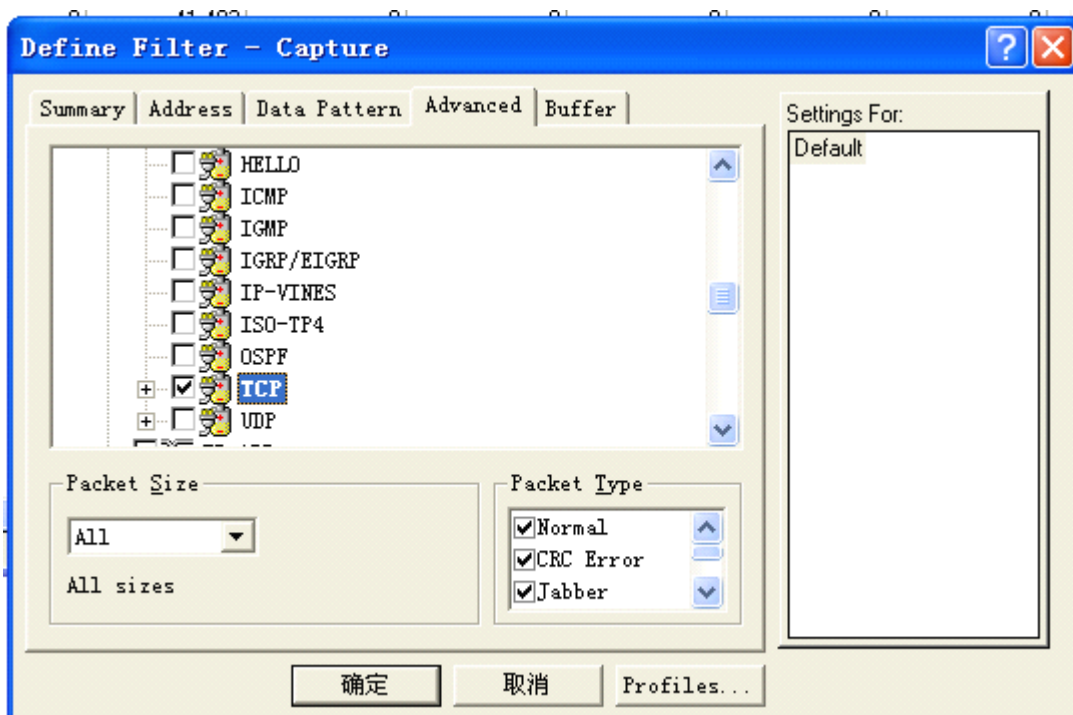 Define Filter - Capture
Summary Address Data Pattern Advanced Buffer
Settings For:
Default
HELLO
ICMP
IGMP
IGRP/EIGRP
IP-VINES
ISO-TP4
OSPF
TCP
UDP
Packet Size
All
All sizes
Packet Type
Normal
CRC Error
Jabber
确定 取消 Profiles...